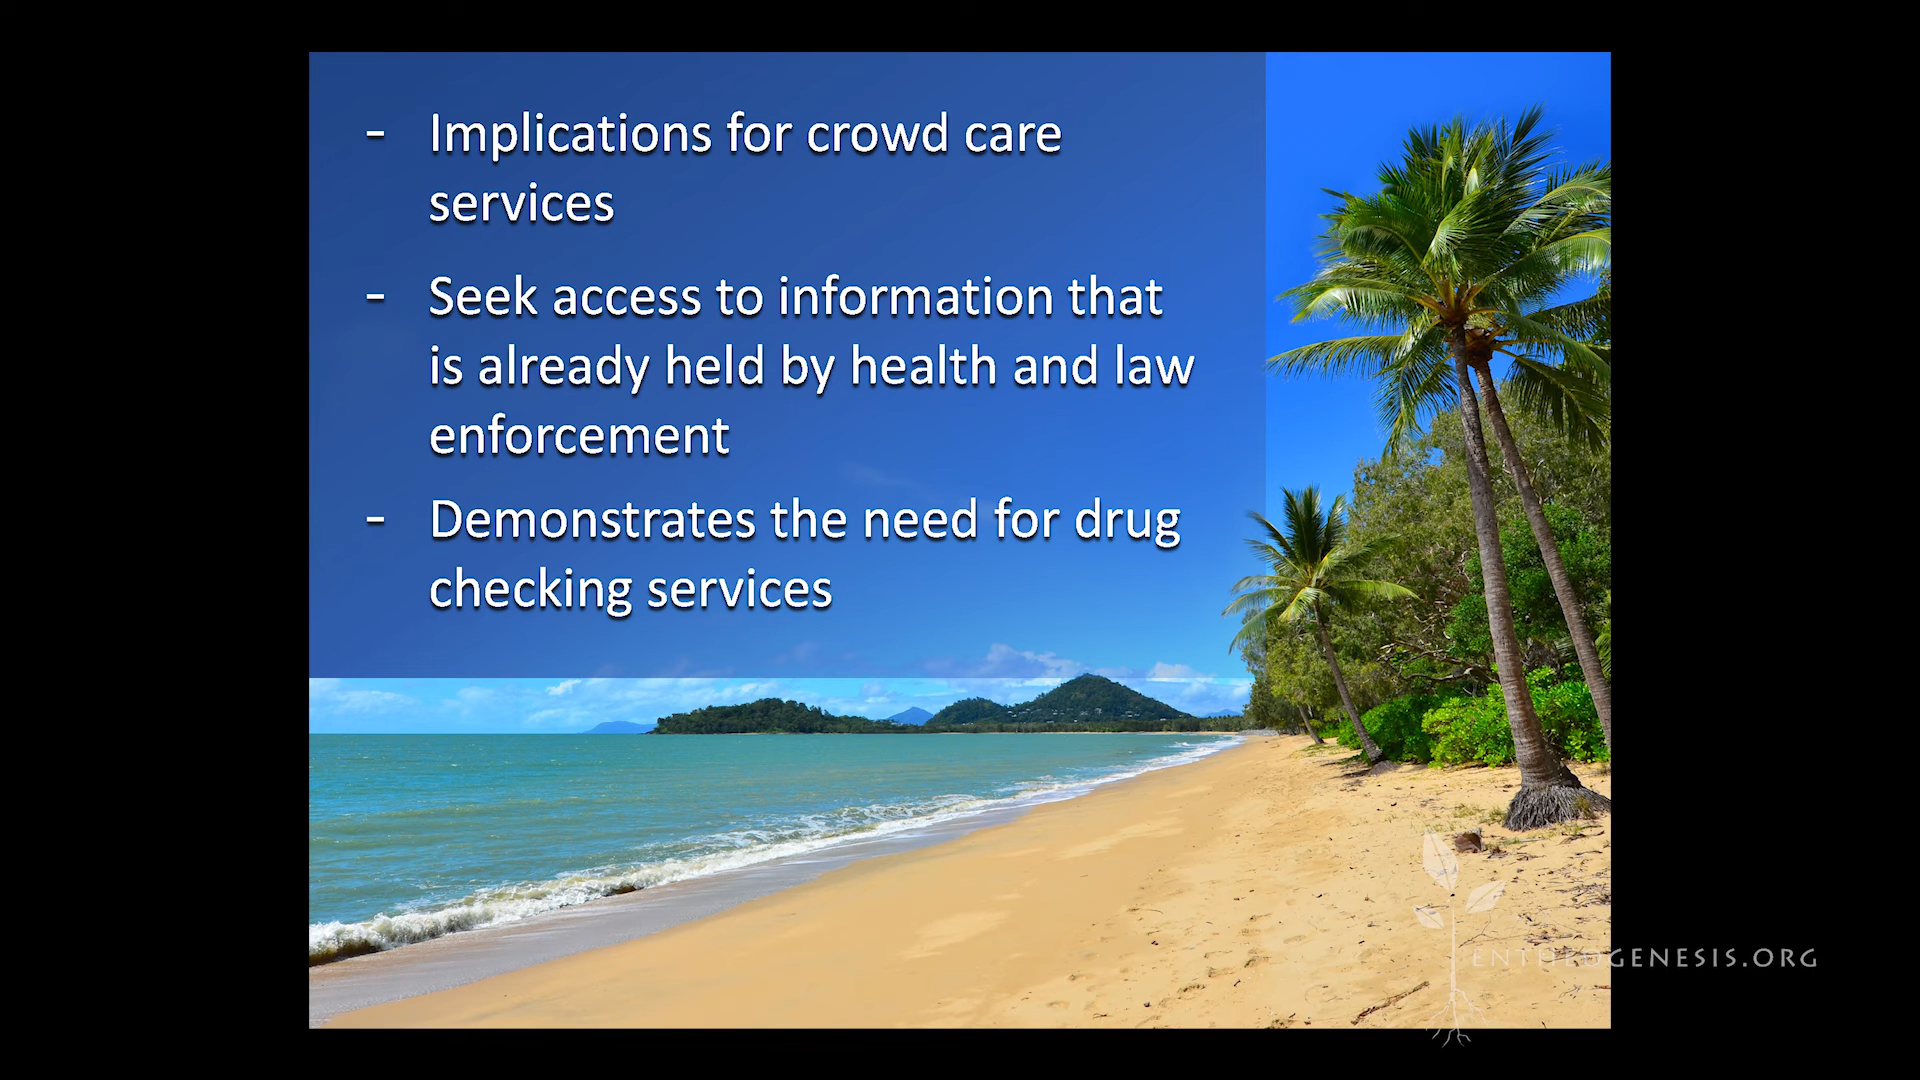 - Implications for crowd care
services
- Seek access to information that
is already held by health and law
enforcement
- Demonstrates the need for drug
checking services
ENTHEOGENESIS.ORG